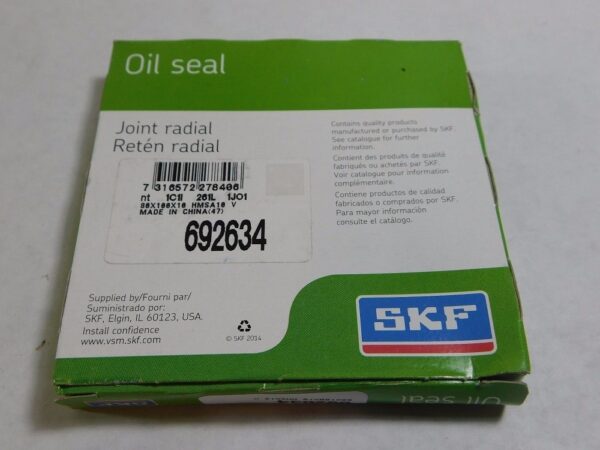 Oil seal
Joint radial
Retén radial
Contains quality products
manufactured or purchased by SKF.
See catalogue for further
information.
Contient des produits de qualité
fabriqués ou achetés par SKF.
Voir catalogue pour information
complémentaire.
Contiene productos de calidad
fabricados o comprados por SKF.
Para mayor información
consulte el catálogo.
7 316572 278406
nt 1C11 261L 1J01
HMSA10 V
MADE IN CHINA(47)
692634
Supplied by/Fourni par/
Suministrado por:
SKF, Elgin, IL 60123, USA.
Install confidence
www.vsm.skf.com
© SKF 2014
SKF
SKF
Oil seal